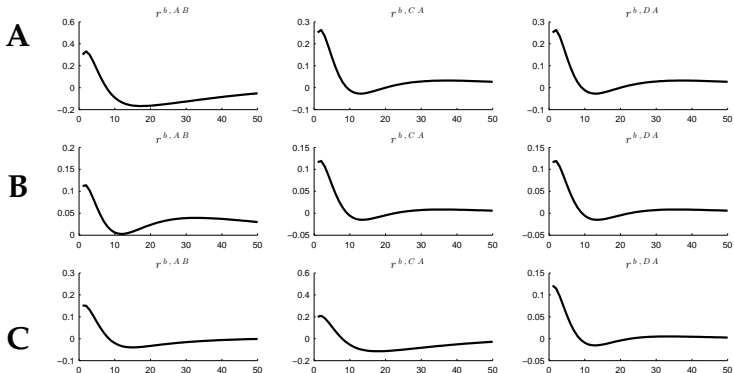 r^{b,AB} r^{b,CA} r^{b,DA}
A
0.6 0.3 0.3
0.4 0.2 0.2
0.2 0.1 0.1
0 0 0
−0.2 −0.1 −0.1
0 10 20 30 40 50 0 10 20 30 40 50 0 10 20 30 40 50
r^{b,AB} r^{b,CA} r^{b,DA}
B
0.2 0.15 0.15
0.15 0.1 0.1
0.1 0.05 0.05
0.05 0 0
0 −0.05 −0.05
0 10 20 30 40 50 0 10 20 30 40 50 0 10 20 30 40 50
r^{b,AB} r^{b,CA} r^{b,DA}
C
0.3 0.6 0.15
0.2 0.4 0.1
0.1 0.2 0.05
0 0 0
−0.1 −0.2 −0.05
0 10 20 30 40 50 0 10 20 30 40 50 0 10 20 30 40 50